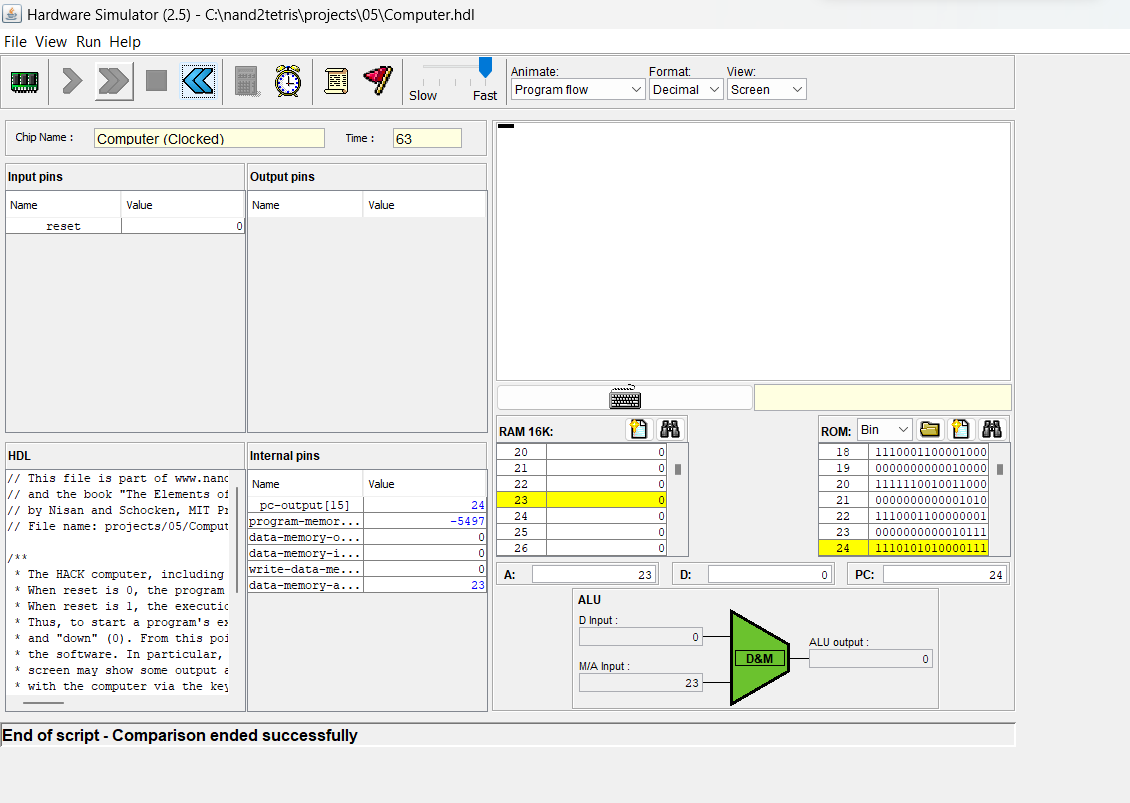 Hardware Simulator (2.5) - C:\nand2tetris\projects\05\Computer.hdl
File View Run Help
Slow Fast
Animate: Format: View:
Program flow Decimal Screen
Chip Name : Computer (Clocked) Time : 63
Input pins
Name Value
reset 0
Output pins
Name Value
HDL
// This file is part of www.nand
// and the book "The Elements of
// by Nisan and Schocken, MIT Pr
// File name: projects/05/Comput
/**
* The HACK computer, including
* When reset is 0, the program
* When reset is 1, the executio
* Thus, to start a program's ex
* and "down" (0). From this poi
* the software. In particular,
* screen may show some output a
* with the computer via the key
Internal pins
Name Value
pc-output[15] 24
program-memor... -5497
data-memory-o... 0
data-memory-i... 0
write-data-me... 0
data-memory-a... 23
RAM 16K:
20 0
21 0
22 0
23 0
24 0
25 0
26 0
ROM: Bin
18 1110001100001000
19 0000000000010000
20 1111110010011000
21 0000000000001010
22 1110001100000001
23 0000000000010111
24 1110101010000111
A: 23 D: 0 PC: 24
ALU
D Input :
0
M/A Input :
23
D&M
ALU output :
0
End of script - Comparison ended successfully